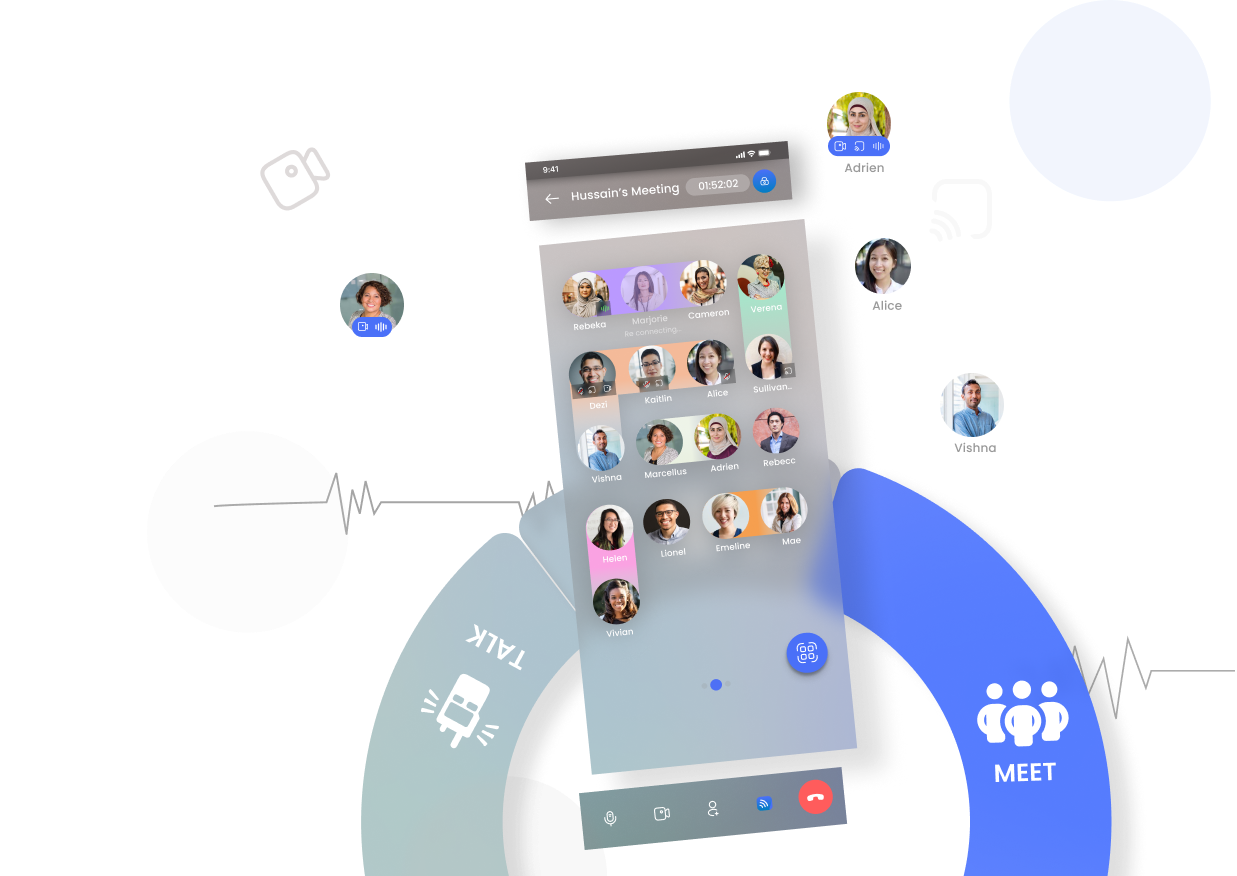 9:41
Hussain's Meeting 01:52:02
Adrien
Alice
Vishna
Rebeka Marjorie Cameron Verena
Re connecting..
Dezi Kaitlin Alice Sullivan..
Vishna Marcellus Adrien Rebecc
Helen Lionel Emeline Mae
Vivian
TALK
MEET